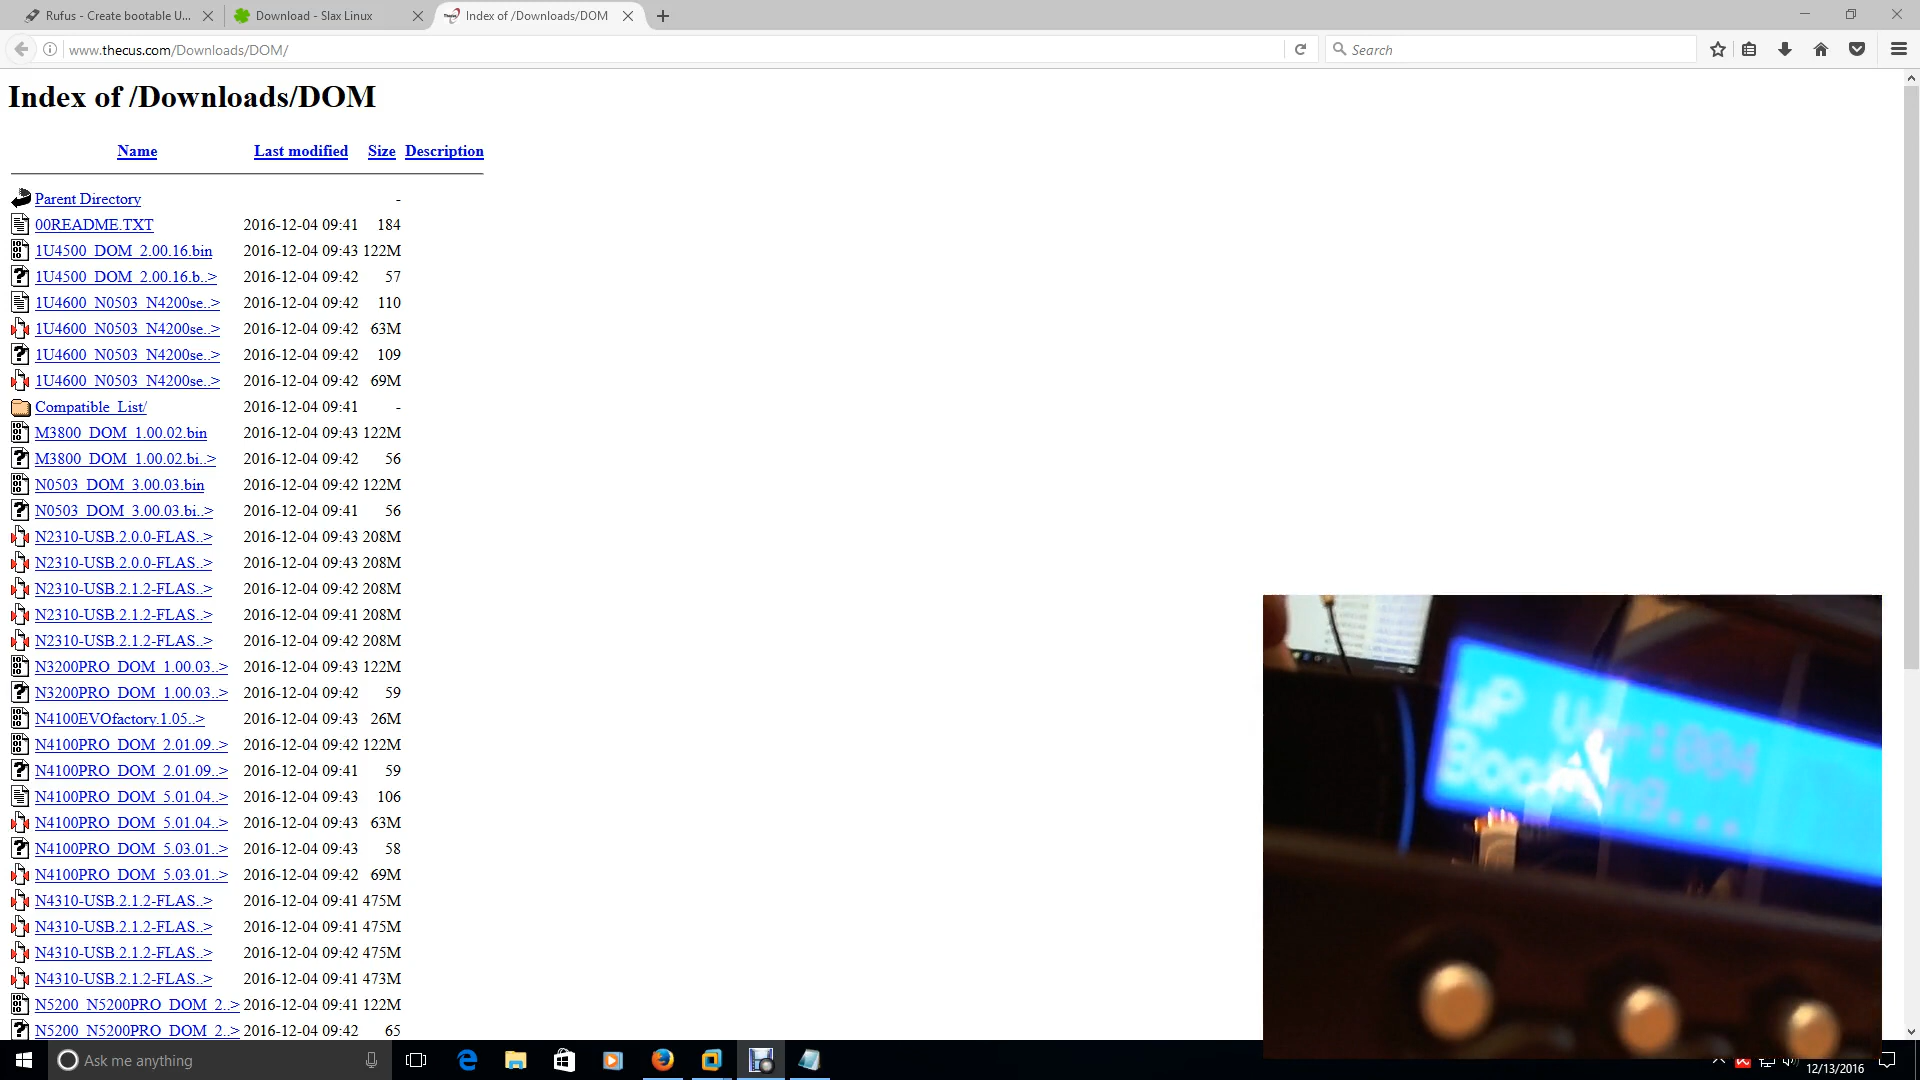 Rufus - Create bootable U...
Download - Slax Linux
Index of /Downloads/DOM
www.thecus.com/Downloads/DOM/
Search
Index of /Downloads/DOM
Name Last modified Size Description
Parent Directory -
00README.TXT 2016-12-04 09:41 184
1U4500_DOM_2.00.16.bin 2016-12-04 09:43 122M
1U4500_DOM_2.00.16.b..> 2016-12-04 09:42 57
1U4600_N0503_N4200se..> 2016-12-04 09:42 110
1U4600_N0503_N4200se..> 2016-12-04 09:42 63M
1U4600_N0503_N4200se..> 2016-12-04 09:42 109
1U4600_N0503_N4200se..> 2016-12-04 09:42 69M
Compatible_List/ 2016-12-04 09:41 -
M3800_DOM_1.00.02.bin 2016-12-04 09:43 122M
M3800_DOM_1.00.02.bi..> 2016-12-04 09:42 56
N0503_DOM_3.00.03.bin 2016-12-04 09:42 122M
N0503_DOM_3.00.03.bi..> 2016-12-04 09:41 56
N2310-USB.2.0.0-FLAS..> 2016-12-04 09:43 208M
N2310-USB.2.0.0-FLAS..> 2016-12-04 09:43 208M
N2310-USB.2.1.2-FLAS..> 2016-12-04 09:42 208M
N2310-USB.2.1.2-FLAS..> 2016-12-04 09:41 208M
N2310-USB.2.1.2-FLAS..> 2016-12-04 09:42 208M
N3200PRO_DOM_1.00.03..> 2016-12-04 09:43 122M
N3200PRO_DOM_1.00.03..> 2016-12-04 09:42 59
N4100EVOfactory.1.05..> 2016-12-04 09:43 26M
N4100PRO_DOM_2.01.09..> 2016-12-04 09:42 122M
N4100PRO_DOM_2.01.09..> 2016-12-04 09:41 59
N4100PRO_DOM_5.01.04..> 2016-12-04 09:43 106
N4100PRO_DOM_5.01.04..> 2016-12-04 09:43 63M
N4100PRO_DOM_5.03.01..> 2016-12-04 09:43 58
N4100PRO_DOM_5.03.01..> 2016-12-04 09:42 69M
N4310-USB.2.1.2-FLAS..> 2016-12-04 09:41 475M
N4310-USB.2.1.2-FLAS..> 2016-12-04 09:41 475M
N4310-USB.2.1.2-FLAS..> 2016-12-04 09:42 475M
N4310-USB.2.1.2-FLAS..> 2016-12-04 09:41 473M
N5200_N5200PRO_DOM_2..> 2016-12-04 09:41 122M
N5200_N5200PRO_DOM_2..> 2016-12-04 09:42 65
uP Ver:004
Booting...
Ask me anything
12/13/2016